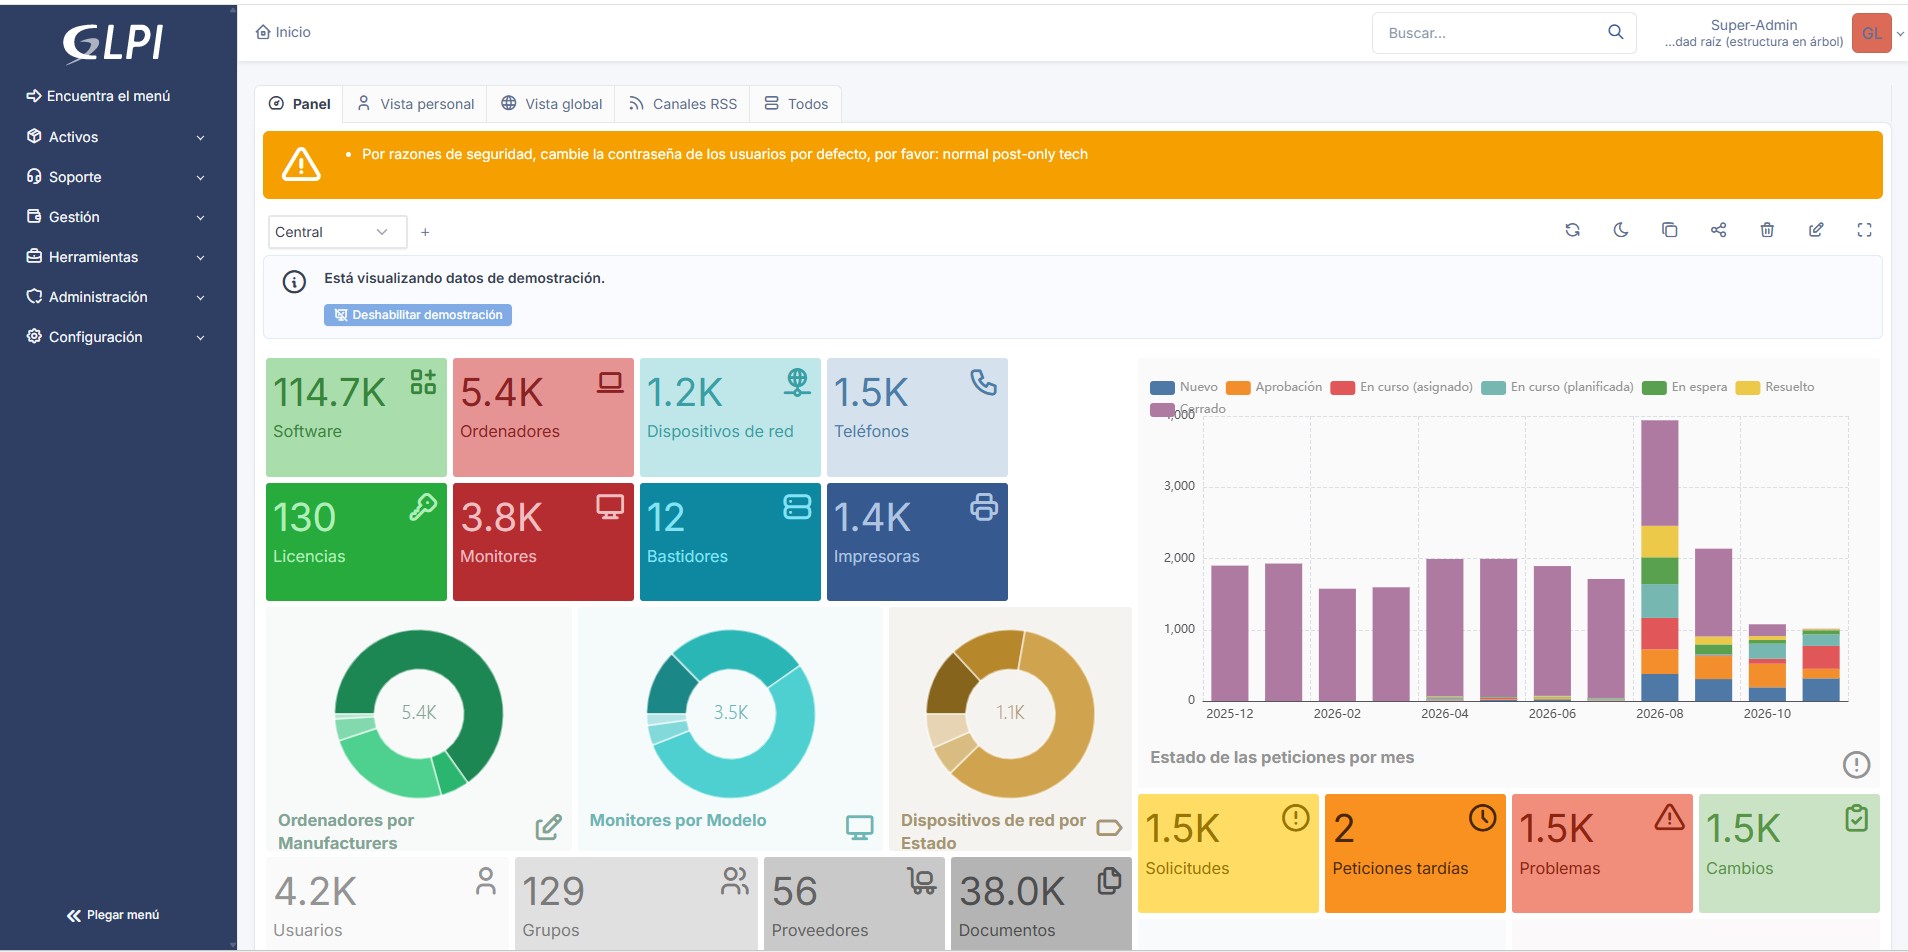 GLPI
Encuentra el menú
Activos
Soporte
Gestión
Herramientas
Administración
Configuración
Plegar menú
Inicio
Buscar...
Super-Admin
...dad raíz (estructura en árbol)
GL
Panel
Vista personal
Vista global
Canales RSS
Todos
Por razones de seguridad, cambie la contraseña de los usuarios por defecto, por favor: normal post-only tech
Central
+
Está visualizando datos de demostración.
Deshabilitar demostración
114.7K
Software
5.4K
Ordenadores
1.2K
Dispositivos de red
1.5K
Teléfonos
130
Licencias
3.8K
Monitores
12
Bastidores
1.4K
Impresoras
5.4K
Ordenadores por
Manufacturers
3.5K
Monitores por Modelo
1.1K
Dispositivos de red por
Estado
4.2K
Usuarios
129
Grupos
56
Proveedores
38.0K
Documentos
Nuevo Aprobación En curso (asignado) En curso (planificada) En espera Resuelto
Cerrado
4,000
3,000
2,000
1,000
0
2025-12 2026-02 2026-04 2026-06 2026-08 2026-10
Estado de las peticiones por mes
1.5K
Solicitudes
2
Peticiones tardías
1.5K
Problemas
1.5K
Cambios